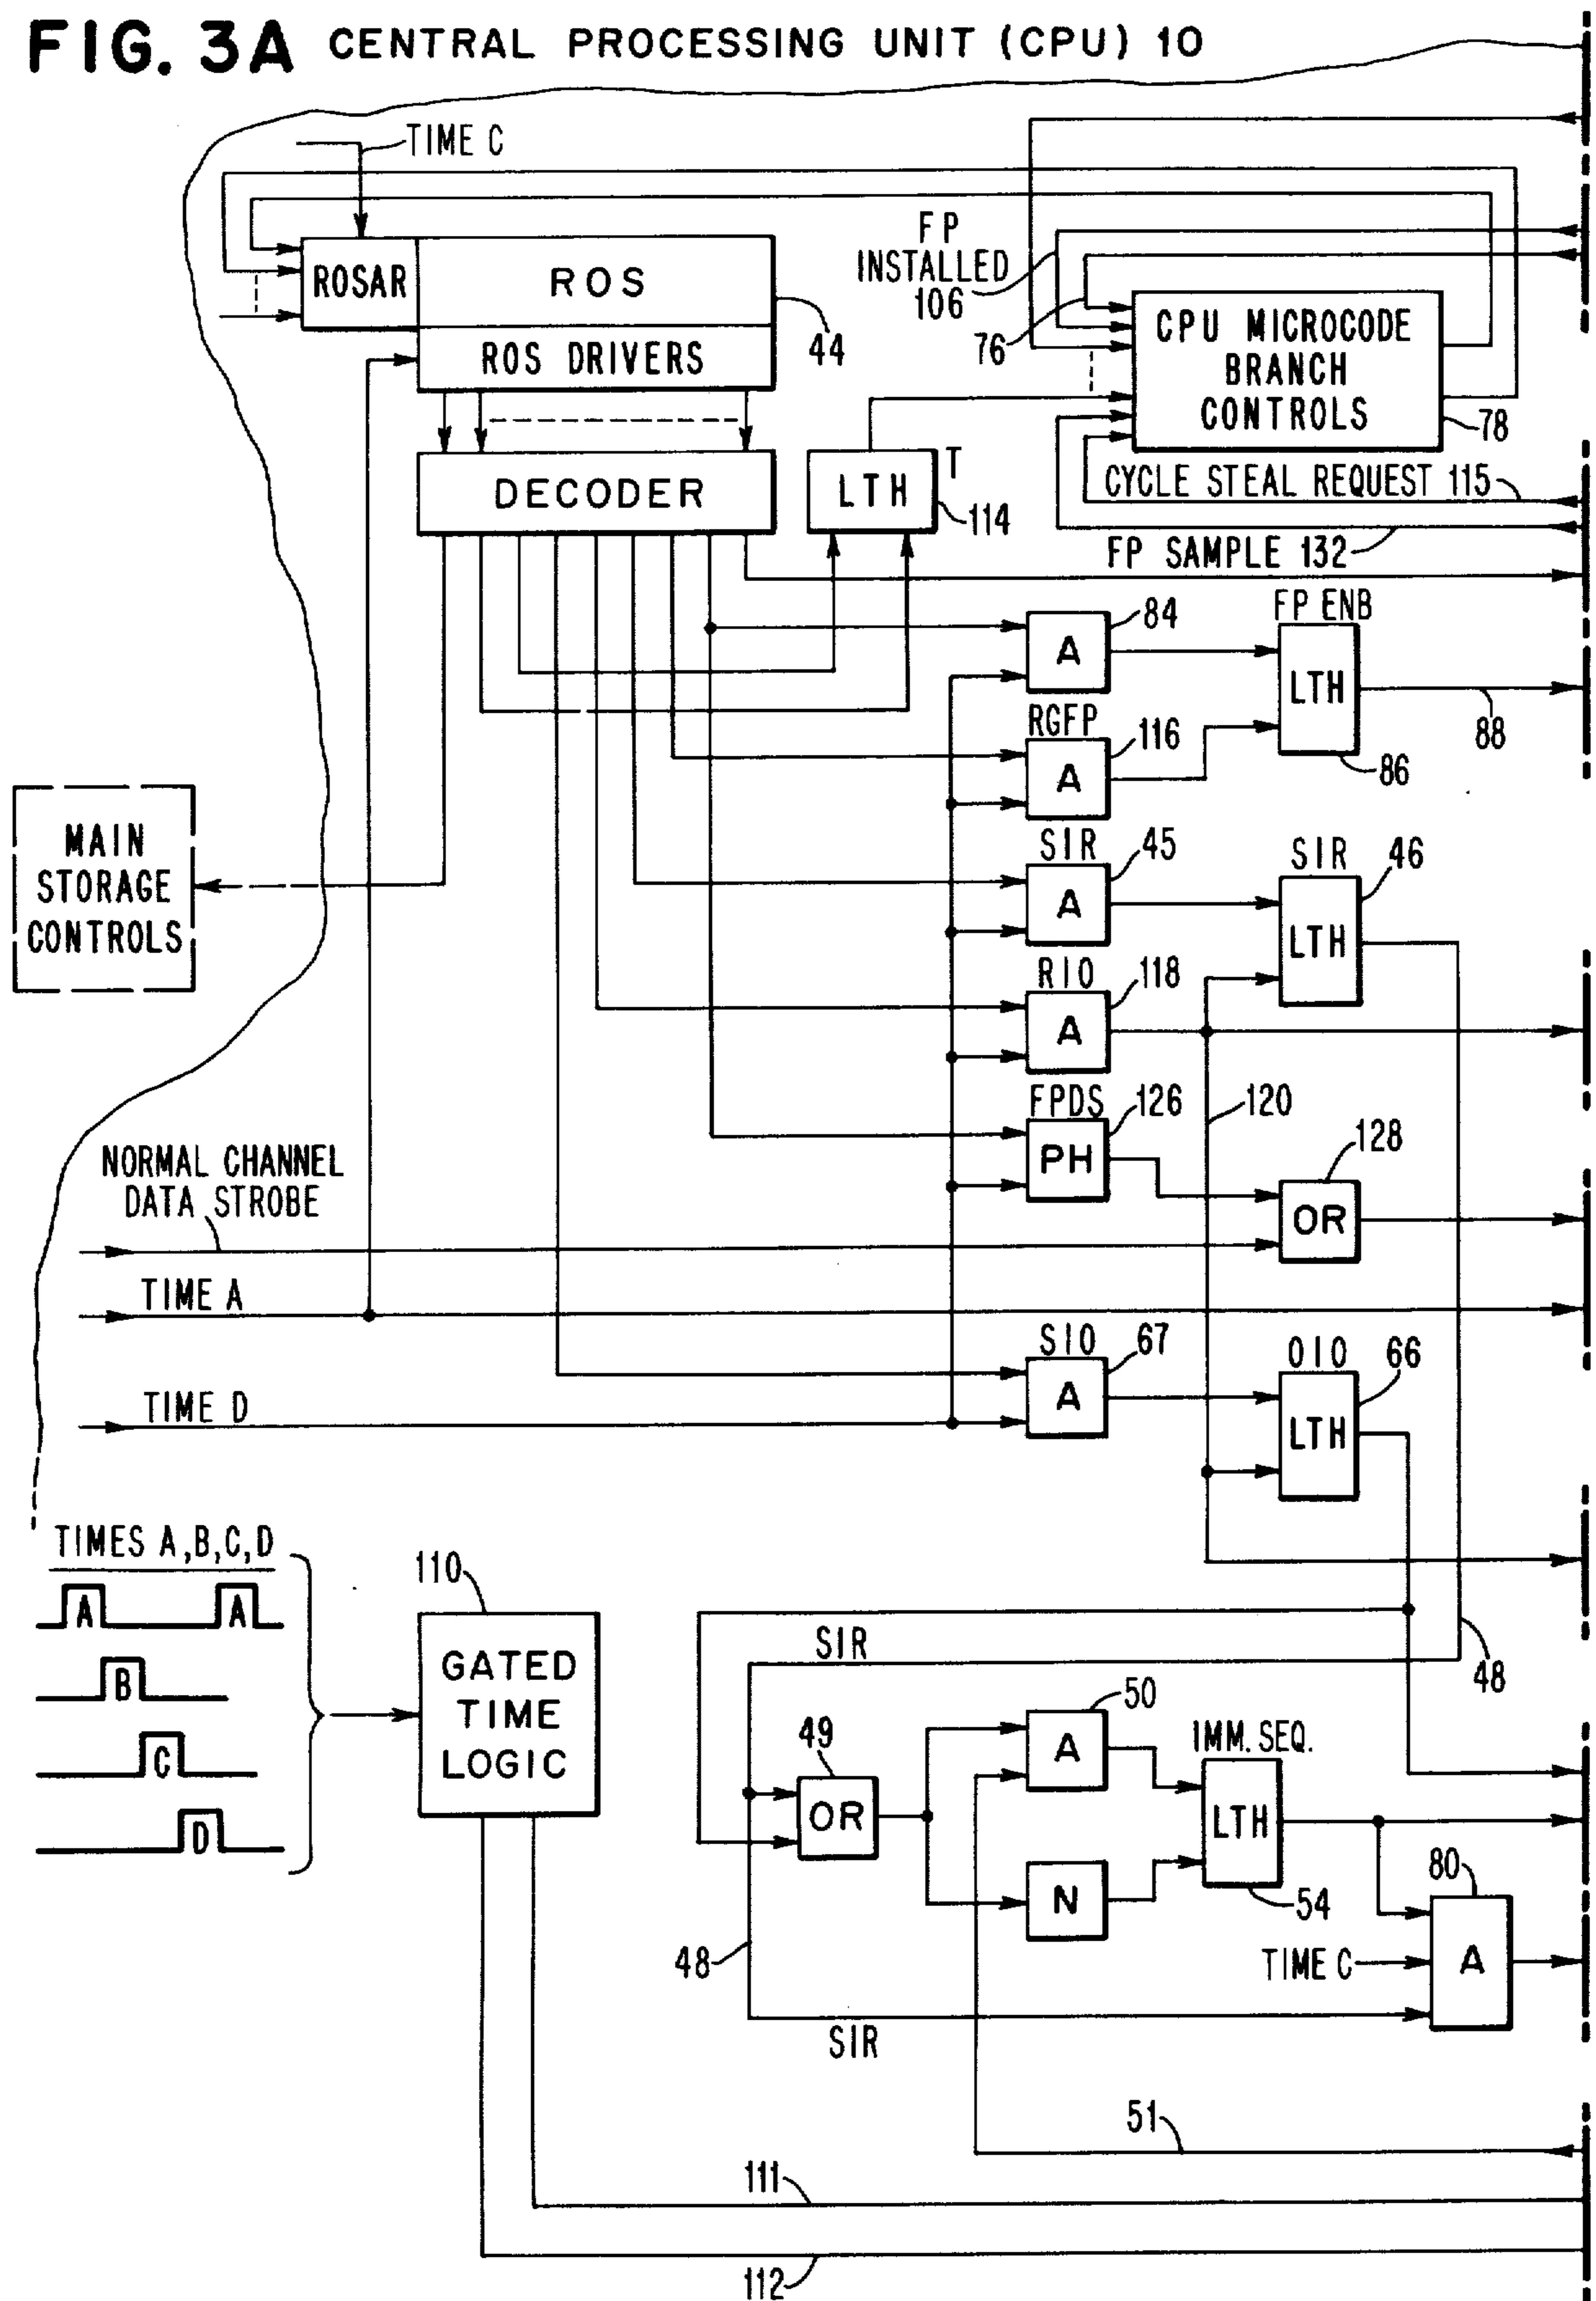 FIG. 3A CENTRAL PROCESSING UNIT (CPU) 10
TIME C
FP
INSTALLED
106
76
ROSAR
ROS
ROS DRIVERS
44
CPU MICROCODE
BRANCH
CONTROLS
78
DECODER
LTH
T
114
CYCLE STEAL REQUEST 115
FP SAMPLE 132
A
84
FP ENB
LTH
88
86
RGFP
A
116
MAIN
STORAGE
CONTROLS
SIR
A
45
SIR
LTH
46
RIO
A
118
FPDS
PH
126
120
128
OR
NORMAL CHANNEL
DATA STROBE
TIME A
SIO
A
67
OIO
LTH
66
TIME D
TIMES A,B,C,D
A
A
B
C
D
110
GATED
TIME
LOGIC
SIR
48
49
OR
50
A
N
IMM. SEQ.
LTH
54
80
A
TIME C
48
SIR
51
111
112